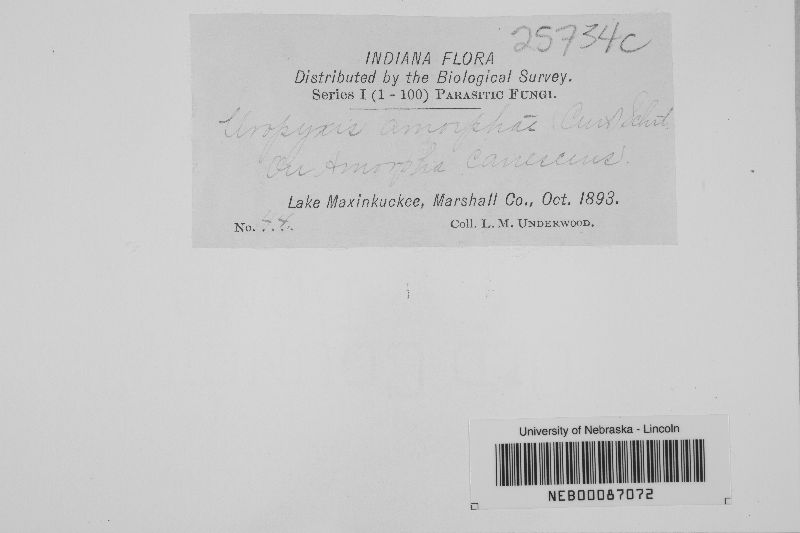 25734c
INDIANA FLORA
Distributed by the Biological Survey.
Series I (1 - 100) PARASITIC FUNGI.
Uropyxis amorphae (Curt) Schrt.
On Amorpha canescens.
Lake Maxinkuckee, Marshall Co., Oct. 1893.
No. 44.
Coll. L. M. UNDERWOOD.
University of Nebraska - Lincoln
NEB00087072